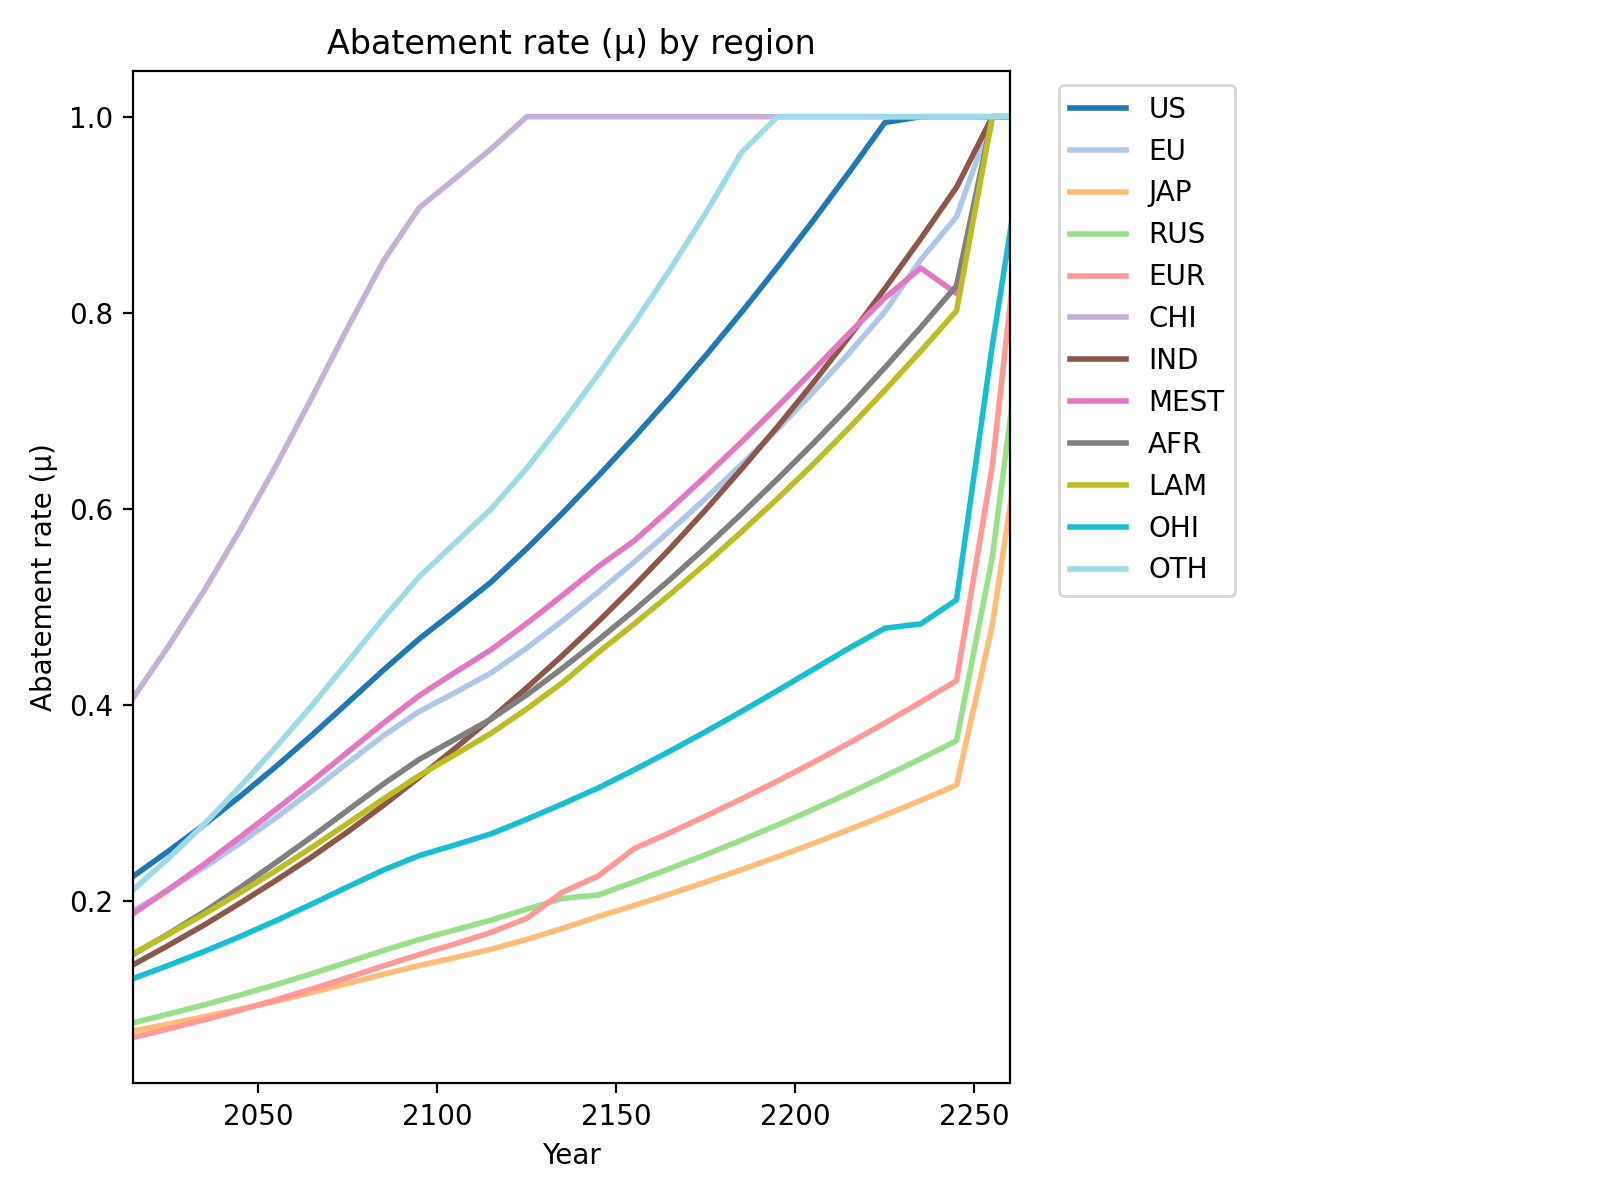 Abatement rate (μ) by region
1.0
0.8
0.6
0.4
0.2
Abatement rate (μ)
2050 2100 2150 2200 2250
Year
US
EU
JAP
RUS
EUR
CHI
IND
MEST
AFR
LAM
OHI
OTH